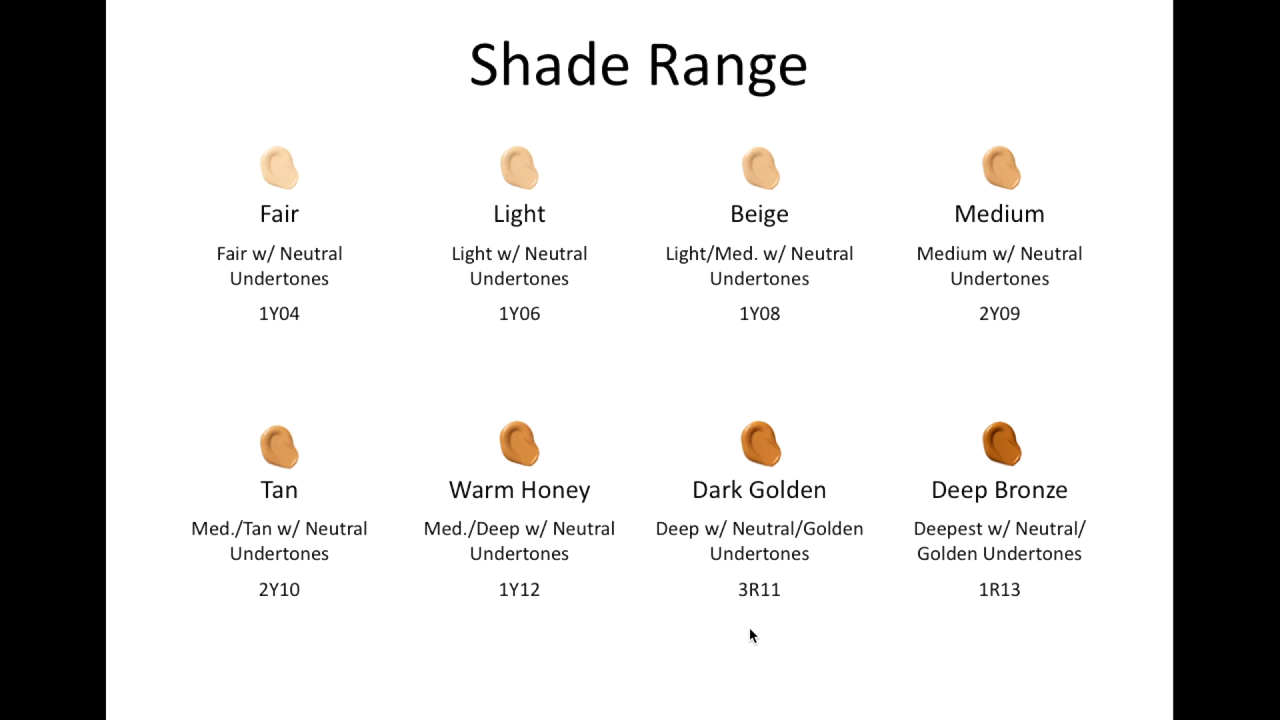 Shade Range
Fair
Fair w/ Neutral
Undertones
1Y04
Light
Light w/ Neutral
Undertones
1Y06
Beige
Light/Med. w/ Neutral
Undertones
1Y08
Medium
Medium w/ Neutral
Undertones
2Y09
Tan
Med./Tan w/ Neutral
Undertones
2Y10
Warm Honey
Med./Deep w/ Neutral
Undertones
1Y12
Dark Golden
Deep w/ Neutral/Golden
Undertones
3R11
Deep Bronze
Deepest w/ Neutral/
Golden Undertones
1R13